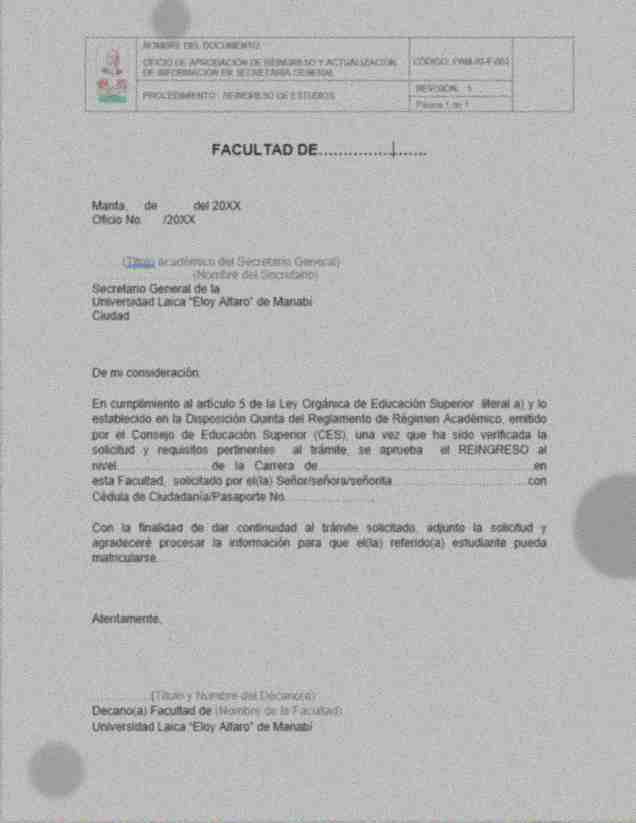 NOMBRE DEL DOCUMENTO:
OFICIO DE APROBACIÓN DE REINGRESO Y ACTUALIZACIÓN
DE INFORMACIÓN EN SECRETARÍA GENERAL
CÓDIGO: PAM-03-F-004
PROCEDIMIENTO: REINGRESO DE ESTUDIOS
REVISIÓN: 1
Página 1 de 1
FACULTAD DE......................
Manta, de del 20XX
Oficio No. /20XX
(Título académico del Secretario General)
(Nombre del Secretario)
Secretario General de la
Universidad Laica "Eloy Alfaro" de Manabí
Ciudad
De mi consideración:
En cumplimiento al artículo 5 de la Ley Orgánica de Educación Superior literal a) y lo
establecido en la Disposición Quinta del Reglamento de Régimen Académico, emitido
por el Consejo de Educación Superior (CES), una vez que ha sido verificada la
solicitud y requisitos pertinentes al trámite, se aprueba el REINGRESO al
nivel........................ de la Carrera de......................................................en
esta Facultad, solicitado por el(la) Señor/señora/señorita...................................con
Cédula de Ciudadanía/Pasaporte No........................
Con la finalidad de dar continuidad al trámite solicitado, adjunto la solicitud y
agradeceré procesar la información para que el(la) referido(a) estudiante pueda
matricularse.
Atentamente,
................(Título y Nombre del Decano(a))
Decano(a) Facultad de (Nombre de la Facultad)
Universidad Laica "Eloy Alfaro" de Manabí